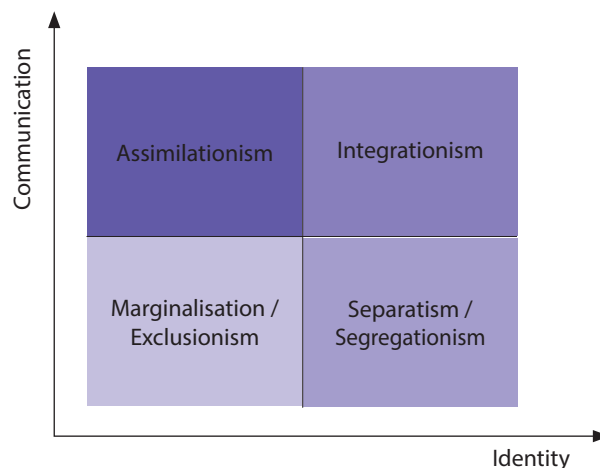 Communication
Assimilationism
Integrationism
Marginalisation /
Exclusionism
Separatism /
Segregationism
Identity